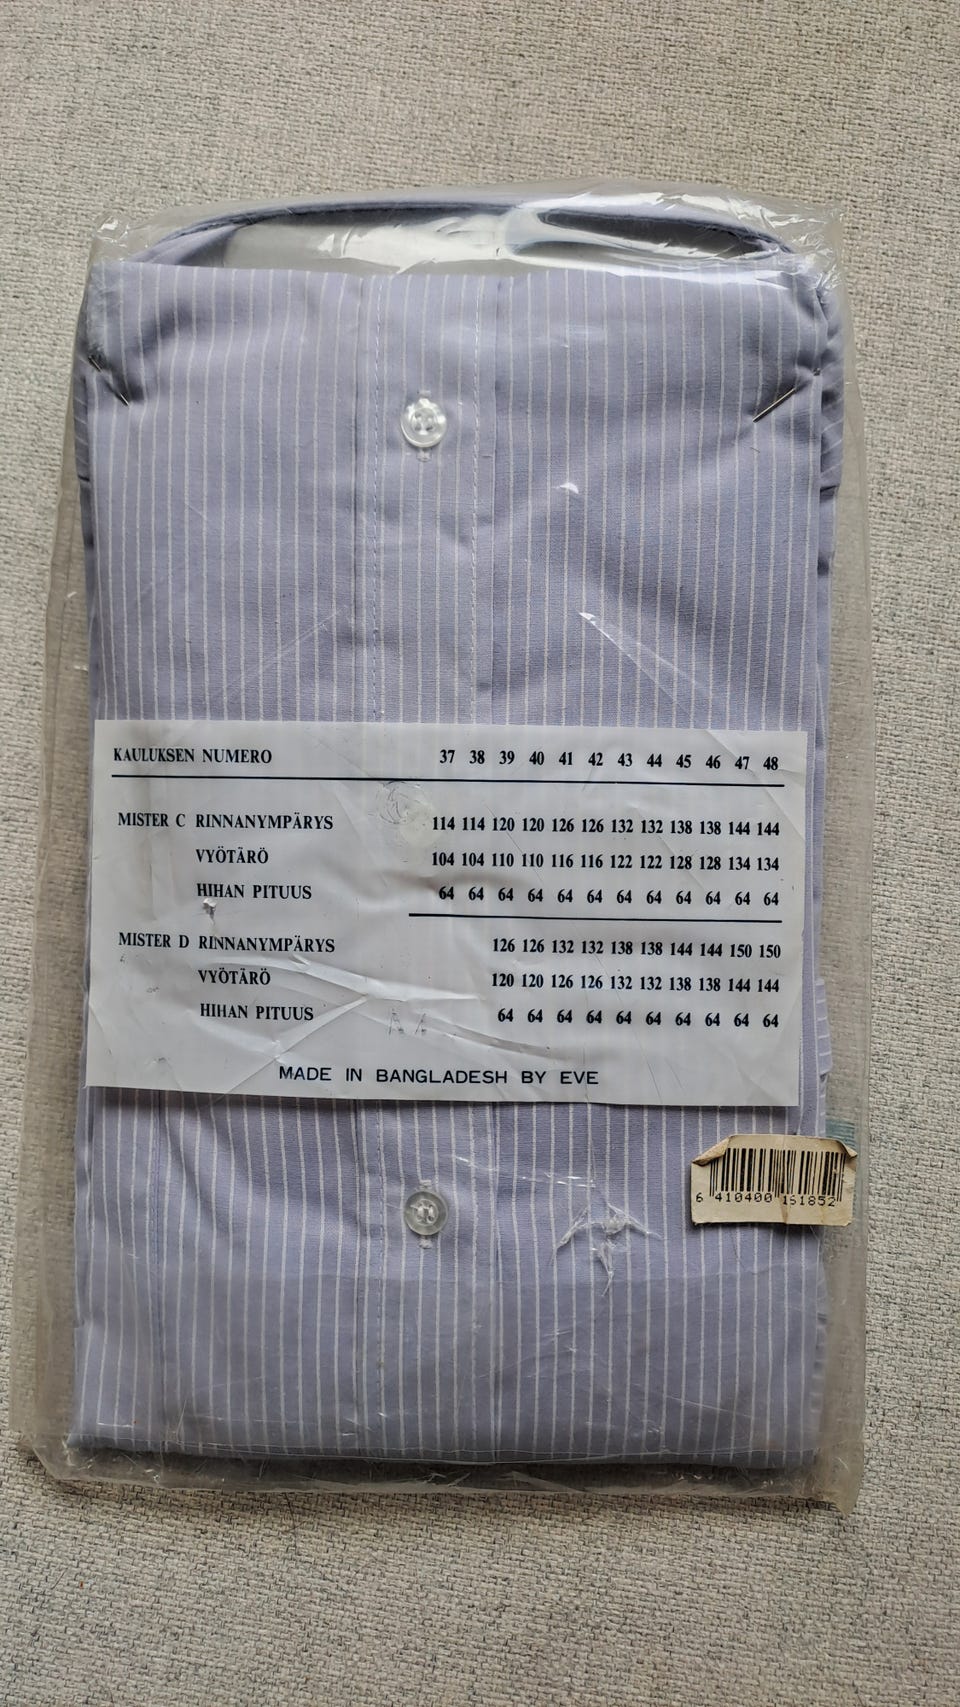 KAULUKSEN NUMERO 37 38 39 40 41 42 43 44 45 46 47 48
MISTER C RINNANYMPÄRYS 114 114 120 120 126 126 132 132 138 138 144 144
VYÖTÄRÖ 104 104 110 110 116 116 122 122 128 128 134 134
HIHAN PITUUS 64 64 64 64 64 64 64 64 64 64 64 64
MISTER D RINNANYMPÄRYS 126 126 132 132 138 138 144 144 150 150
VYÖTÄRÖ 120 120 126 126 132 132 138 138 144 144
HIHAN PITUUS 64 64 64 64 64 64 64 64 64 64
MADE IN BANGLADESH BY EVE
6 410400